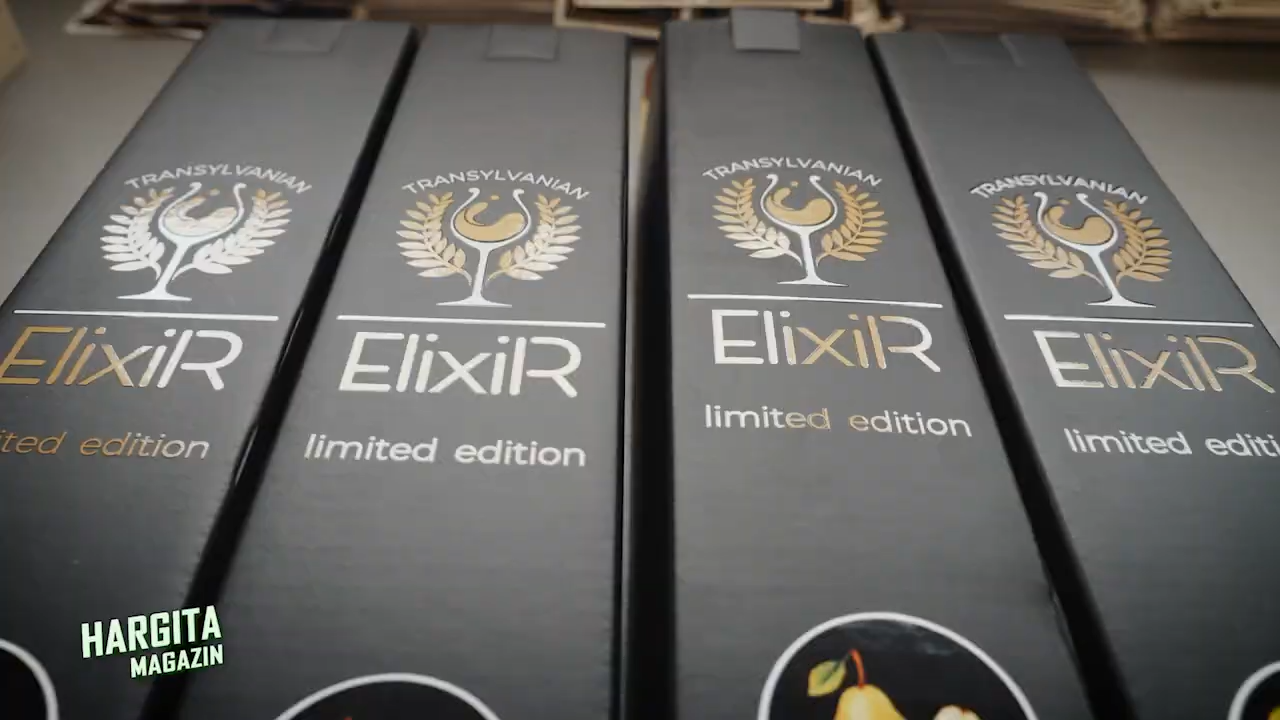 TRANSYLVANIAN
ElixiR
ited edition
TRANSYLVANIAN
ElixiR
limited edition
TRANSYLVANIAN
ElixiR
limited edition
TRANSYLVANIAN
ElixiR
limited editi
HARGITA
MAGAZIN